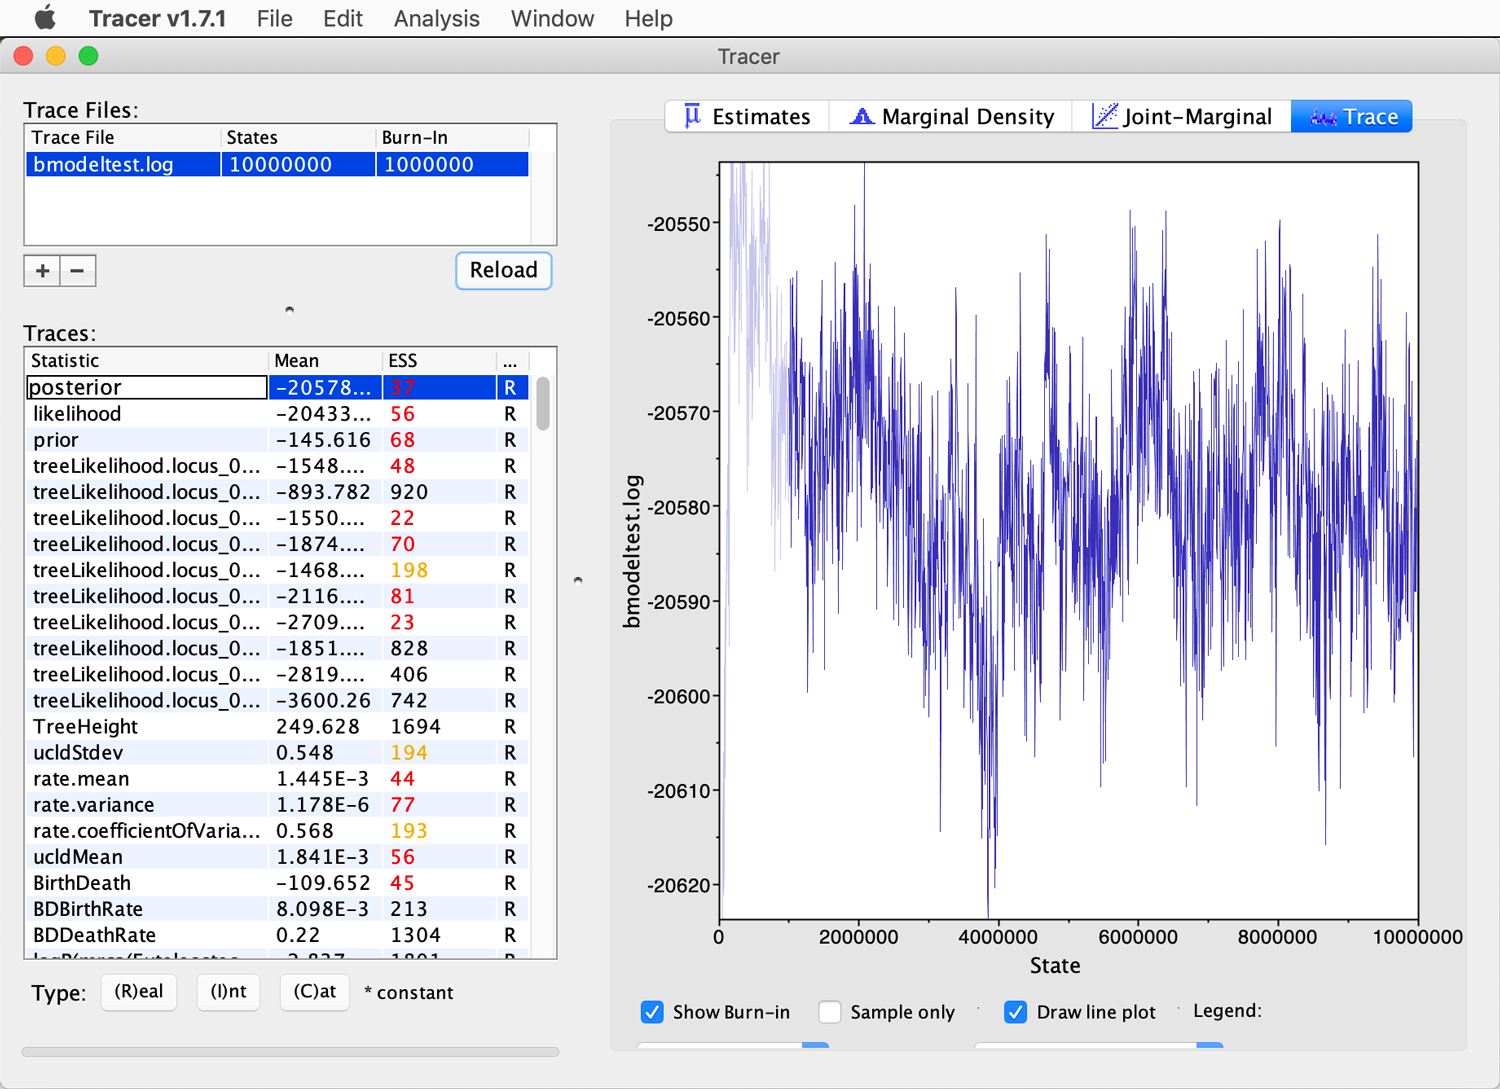 Tracer v1.7.1 File Edit Analysis Window Help
Tracer
Trace Files:
Trace File States Burn-In
bmodeltest.log 10000000 1000000
+ −
Reload
Traces:
Statistic Mean ESS ...
posterior -20578... 37 R
likelihood -20433... 56 R
prior -145.616 68 R
treeLikelihood.locus_0... -1548.... 48 R
treeLikelihood.locus_0... -893.782 920 R
treeLikelihood.locus_0... -1550.... 22 R
treeLikelihood.locus_0... -1874.... 70 R
treeLikelihood.locus_0... -1468.... 198 R
treeLikelihood.locus_0... -2116.... 81 R
treeLikelihood.locus_0... -2709.... 23 R
treeLikelihood.locus_0... -1851.... 828 R
treeLikelihood.locus_0... -2819.... 406 R
treeLikelihood.locus_0... -3600.26 742 R
TreeHeight 249.628 1694 R
ucldStdev 0.548 194 R
rate.mean 1.445E-3 44 R
rate.variance 1.178E-6 77 R
rate.coefficientOfVaria... 0.568 193 R
ucldMean 1.841E-3 56 R
BirthDeath -109.652 45 R
BDBirthRate 8.098E-3 213 R
BDDeathRate 0.22 1304 R
Type: (R)eal (I)nt (C)at * constant
Estimates Marginal Density Joint-Marginal Trace
-20550
-20560
-20570
-20580
-20590
-20600
-20610
-20620
bmodeltest.log
0 2000000 4000000 6000000 8000000 10000000
State
Show Burn-in Sample only Draw line plot Legend: